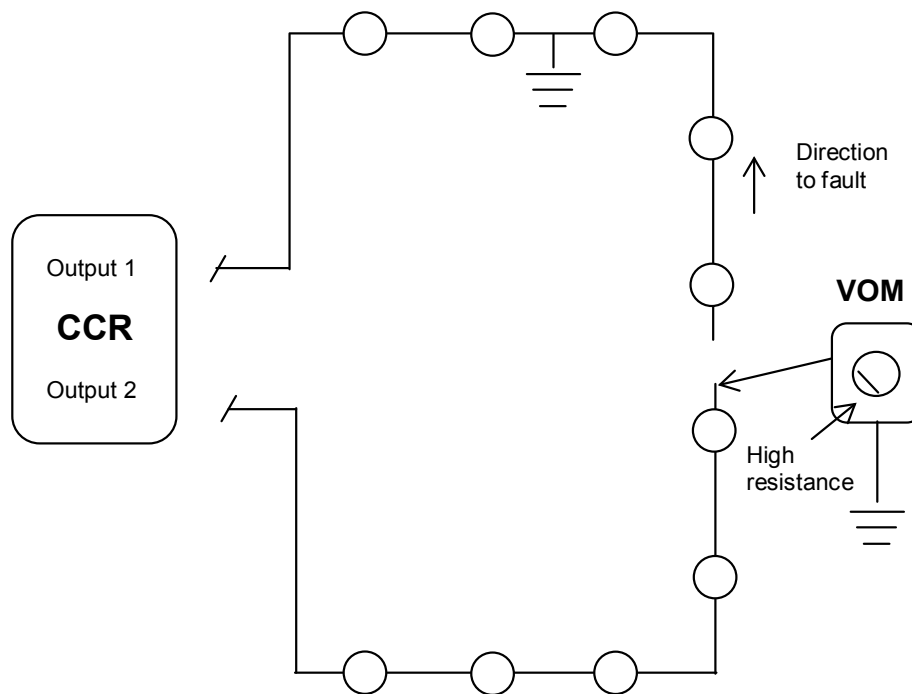 Direction
to fault
Output 1
CCR
Output 2
VOM
High
resistance